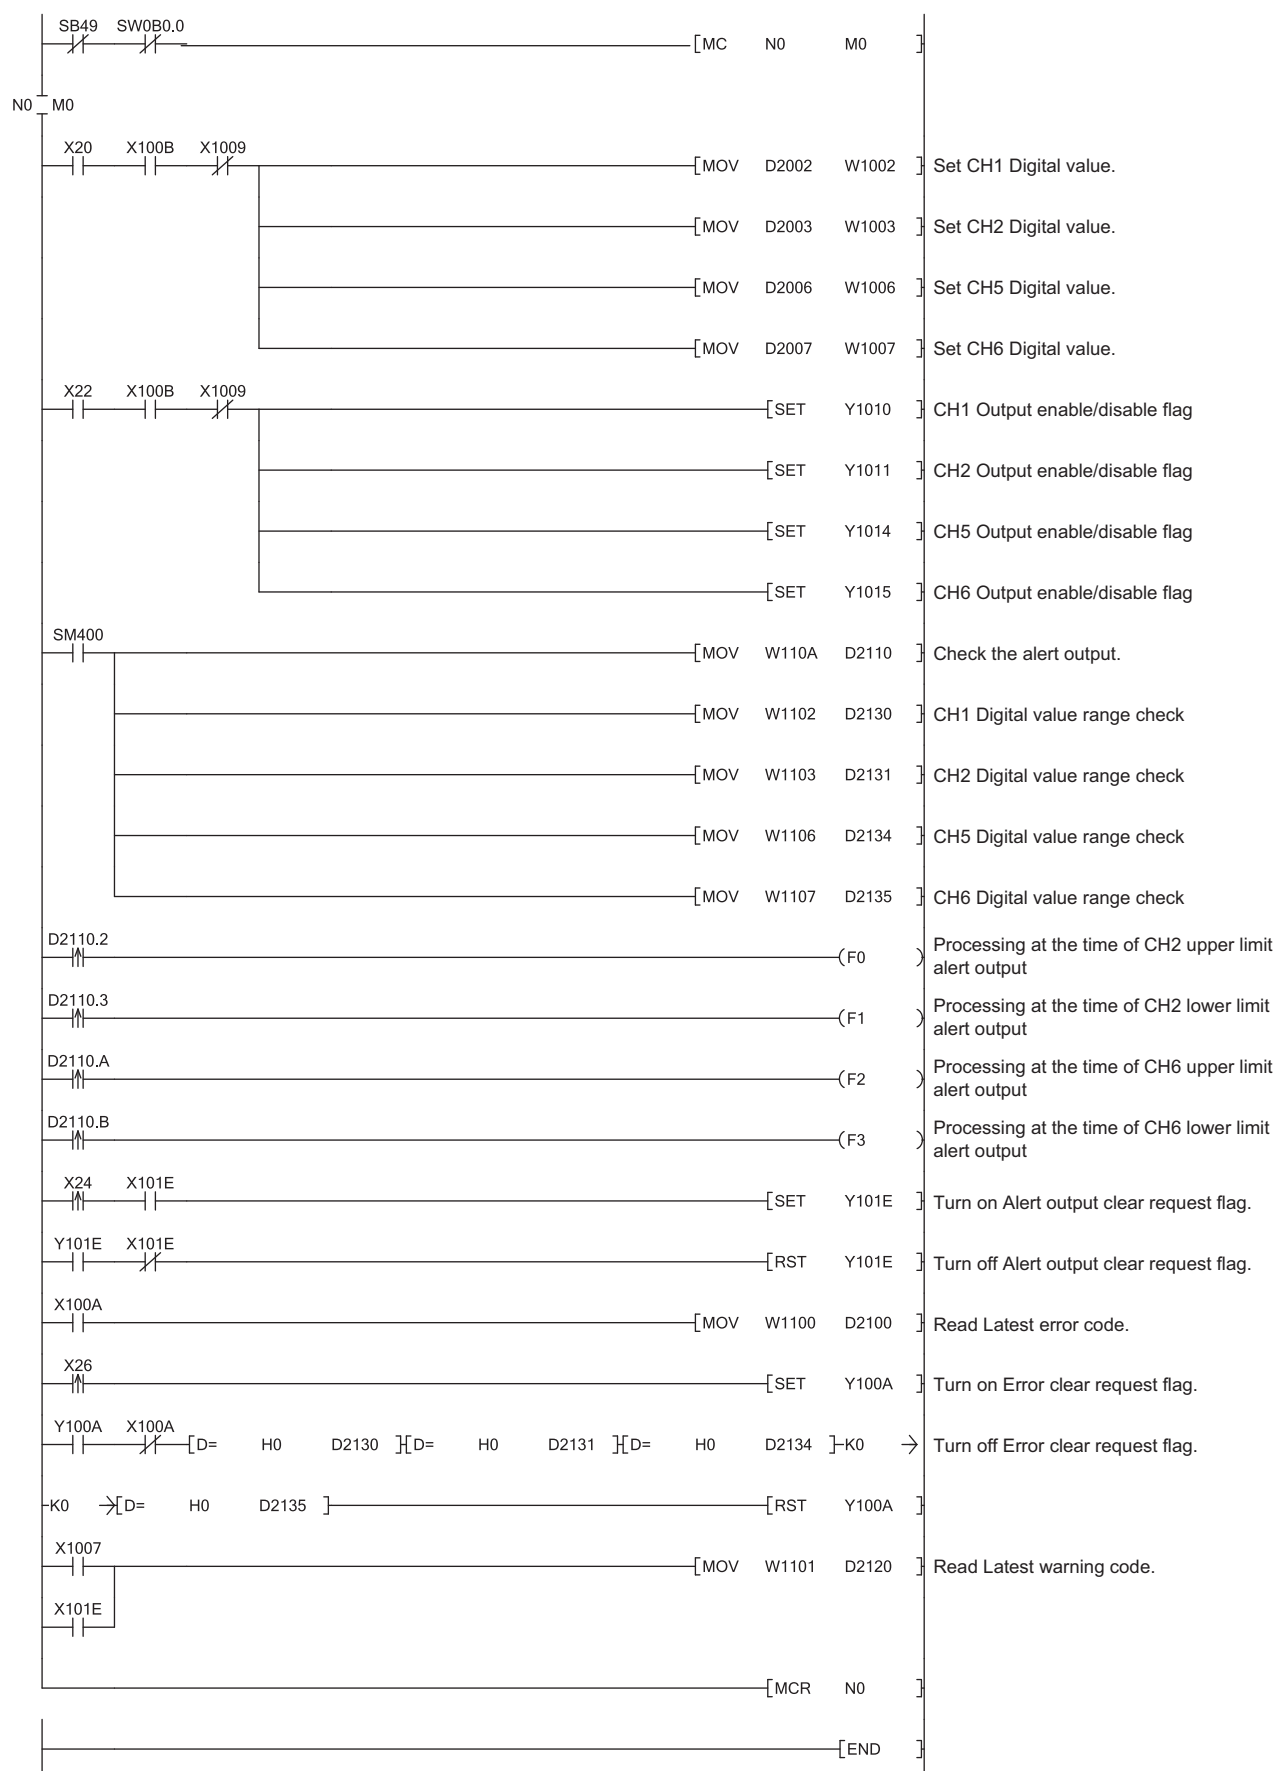 SB49 SW0B0.0
[MC N0 M0 ]
N0 M0
X20 X100B X1009
[MOV D2002 W1002 ] Set CH1 Digital value.
[MOV D2003 W1003 ] Set CH2 Digital value.
[MOV D2006 W1006 ] Set CH5 Digital value.
[MOV D2007 W1007 ] Set CH6 Digital value.
X22 X100B X1009
[SET Y1010 ] CH1 Output enable/disable flag
[SET Y1011 ] CH2 Output enable/disable flag
[SET Y1014 ] CH5 Output enable/disable flag
[SET Y1015 ] CH6 Output enable/disable flag
SM400
[MOV W110A D2110 ] Check the alert output.
[MOV W1102 D2130 ] CH1 Digital value range check
[MOV W1103 D2131 ] CH2 Digital value range check
[MOV W1106 D2134 ] CH5 Digital value range check
[MOV W1107 D2135 ] CH6 Digital value range check
D2110.2
(F0 ) Processing at the time of CH2 upper limit
alert output
D2110.3
(F1 ) Processing at the time of CH2 lower limit
alert output
D2110.A
(F2 ) Processing at the time of CH6 upper limit
alert output
D2110.B
(F3 ) Processing at the time of CH6 lower limit
alert output
X24 X101E
[SET Y101E ] Turn on Alert output clear request flag.
Y101E X101E
[RST Y101E ] Turn off Alert output clear request flag.
X100A
[MOV W1100 D2100 ] Read Latest error code.
X26
[SET Y100A ] Turn on Error clear request flag.
Y100A X100A
[D= H0 D2130 ][D= H0 D2131 ][D= H0 D2134 ] K0 Turn off Error clear request flag.
K0 [D= H0 D2135 ] [RST Y100A ]
X1007
[MOV W1101 D2120 ] Read Latest warning code.
X101E
[MCR N0 ]
[END ]